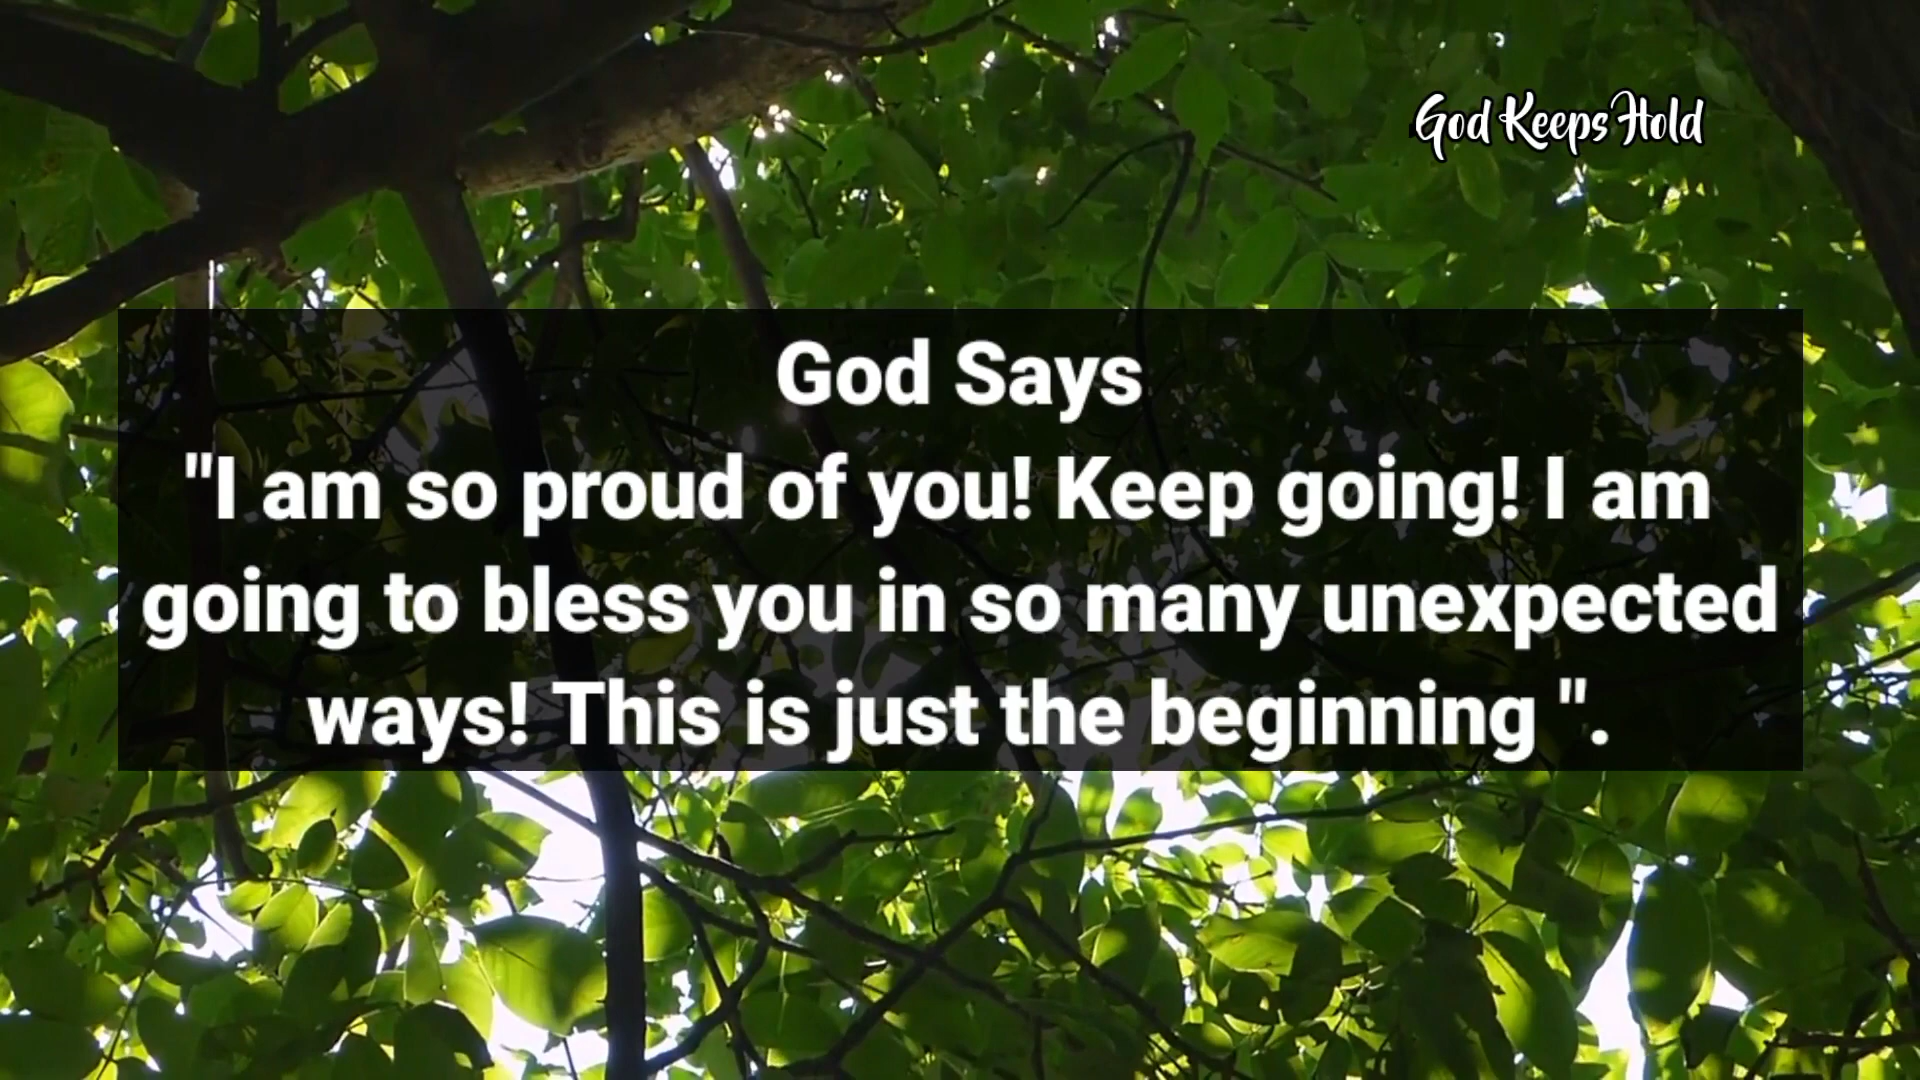 God Keeps Hold
God Says
"I am so proud of you! Keep going! I am
going to bless you in so many unexpected
ways! This is just the beginning ".